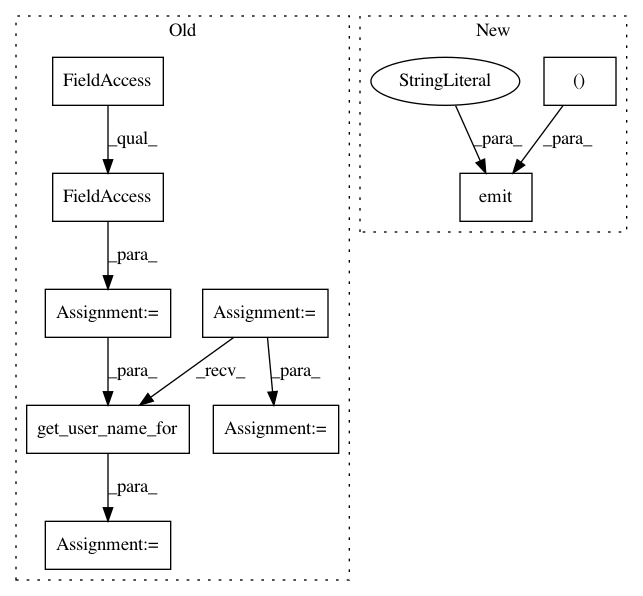 Old
New
FieldAccess
StringLiteral
()
_qual_
_para_
_para_
FieldAccess
emit
_para_
Assignment:=
Assignment:=
_para_
_recv_
_para_
get_user_name_for
Assignment:=
_para_
Assignment:=